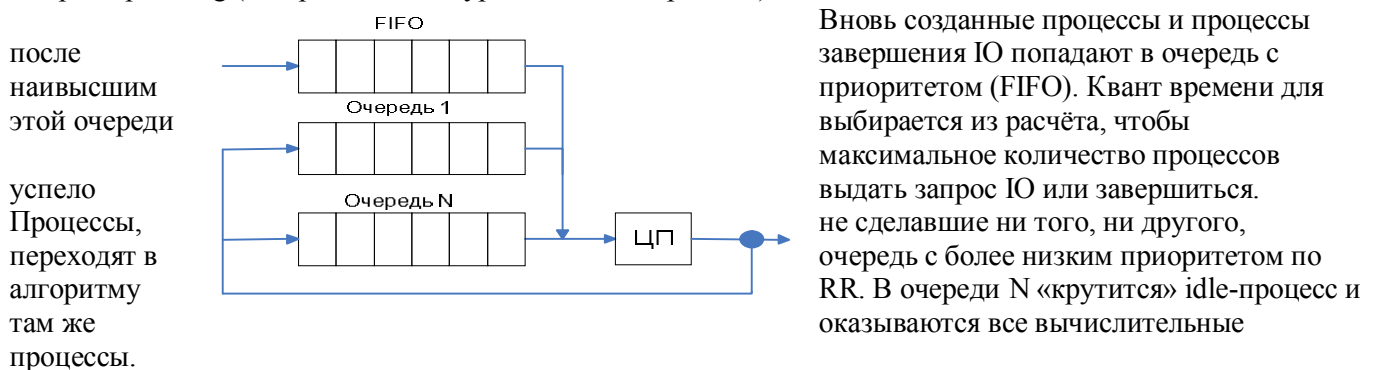 Вновь созданные процессы и процессы
после завершения IO попадают в очередь с
наивысшим приоритетом (FIFO). Квант времени для
этой очереди выбирается из расчёта, чтобы
максимальное количество процессов
успело выдать запрос IO или завершиться.
Процессы, не сделавшие ни того, ни другого,
переходят в очередь с более низким приоритетом по
алгоритму RR. В очереди N «крутится» idle-процесс и
там же оказываются все вычислительные
процессы.
FIFO
Очередь 1
Очередь N
ЦП